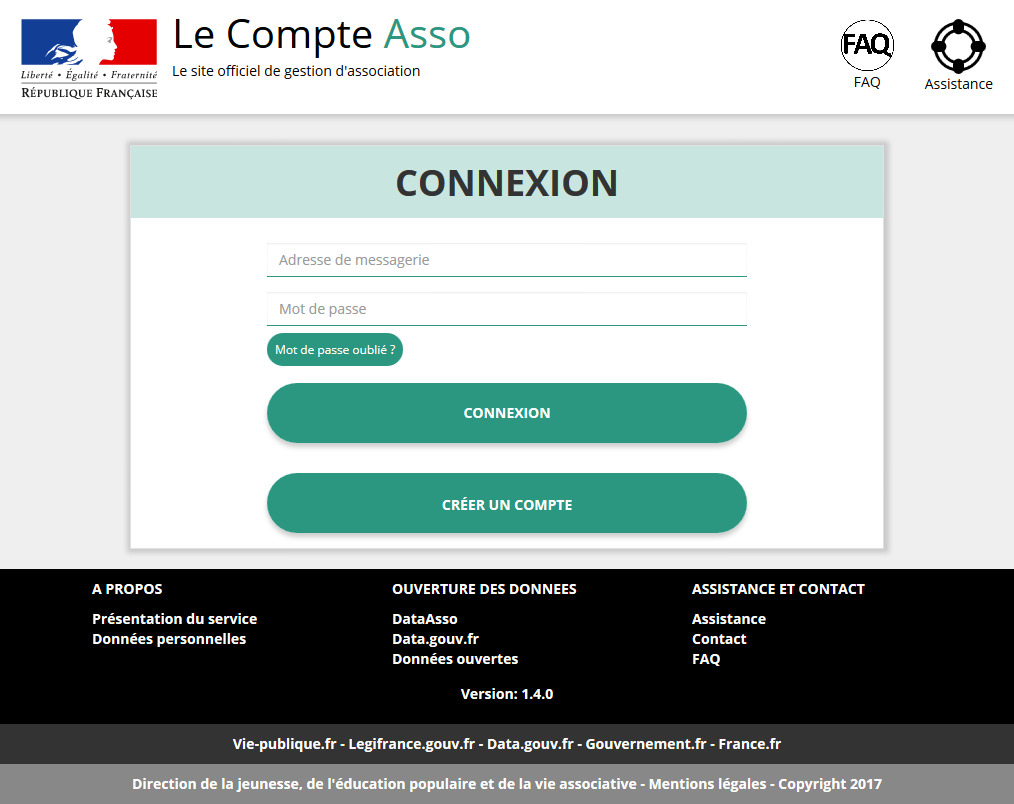 Le Compte Asso
Le site officiel de gestion d'association
Liberté • Égalité • Fraternité
RÉPUBLIQUE FRANÇAISE
FAQ
FAQ
Assistance
CONNEXION
Adresse de messagerie
Mot de passe
Mot de passe oublié ?
CONNEXION
CRÉER UN COMPTE
A PROPOS
Présentation du service
Données personnelles
OUVERTURE DES DONNEES
DataAsso
Data.gouv.fr
Données ouvertes
ASSISTANCE ET CONTACT
Assistance
Contact
FAQ
Version: 1.4.0
Vie-publique.fr - Legifrance.gouv.fr - Data.gouv.fr - Gouvernement.fr - France.fr
Direction de la jeunesse, de l'éducation populaire et de la vie associative - Mentions légales - Copyright 2017